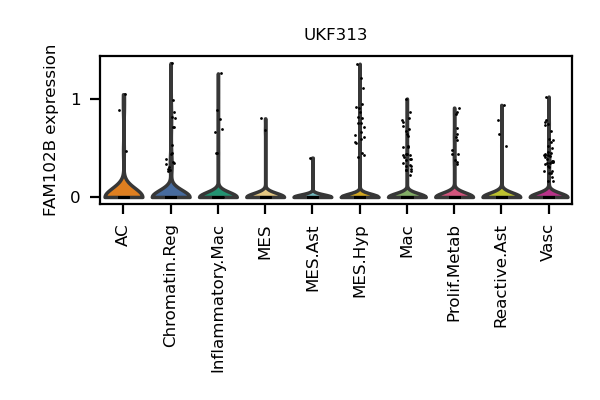 UKF313
FAM102B expression
1
0
AC
Chromatin.Reg
Inflammatory.Mac
MES
MES.Ast
MES.Hyp
Mac
Prolif.Metab
Reactive.Ast
Vasc